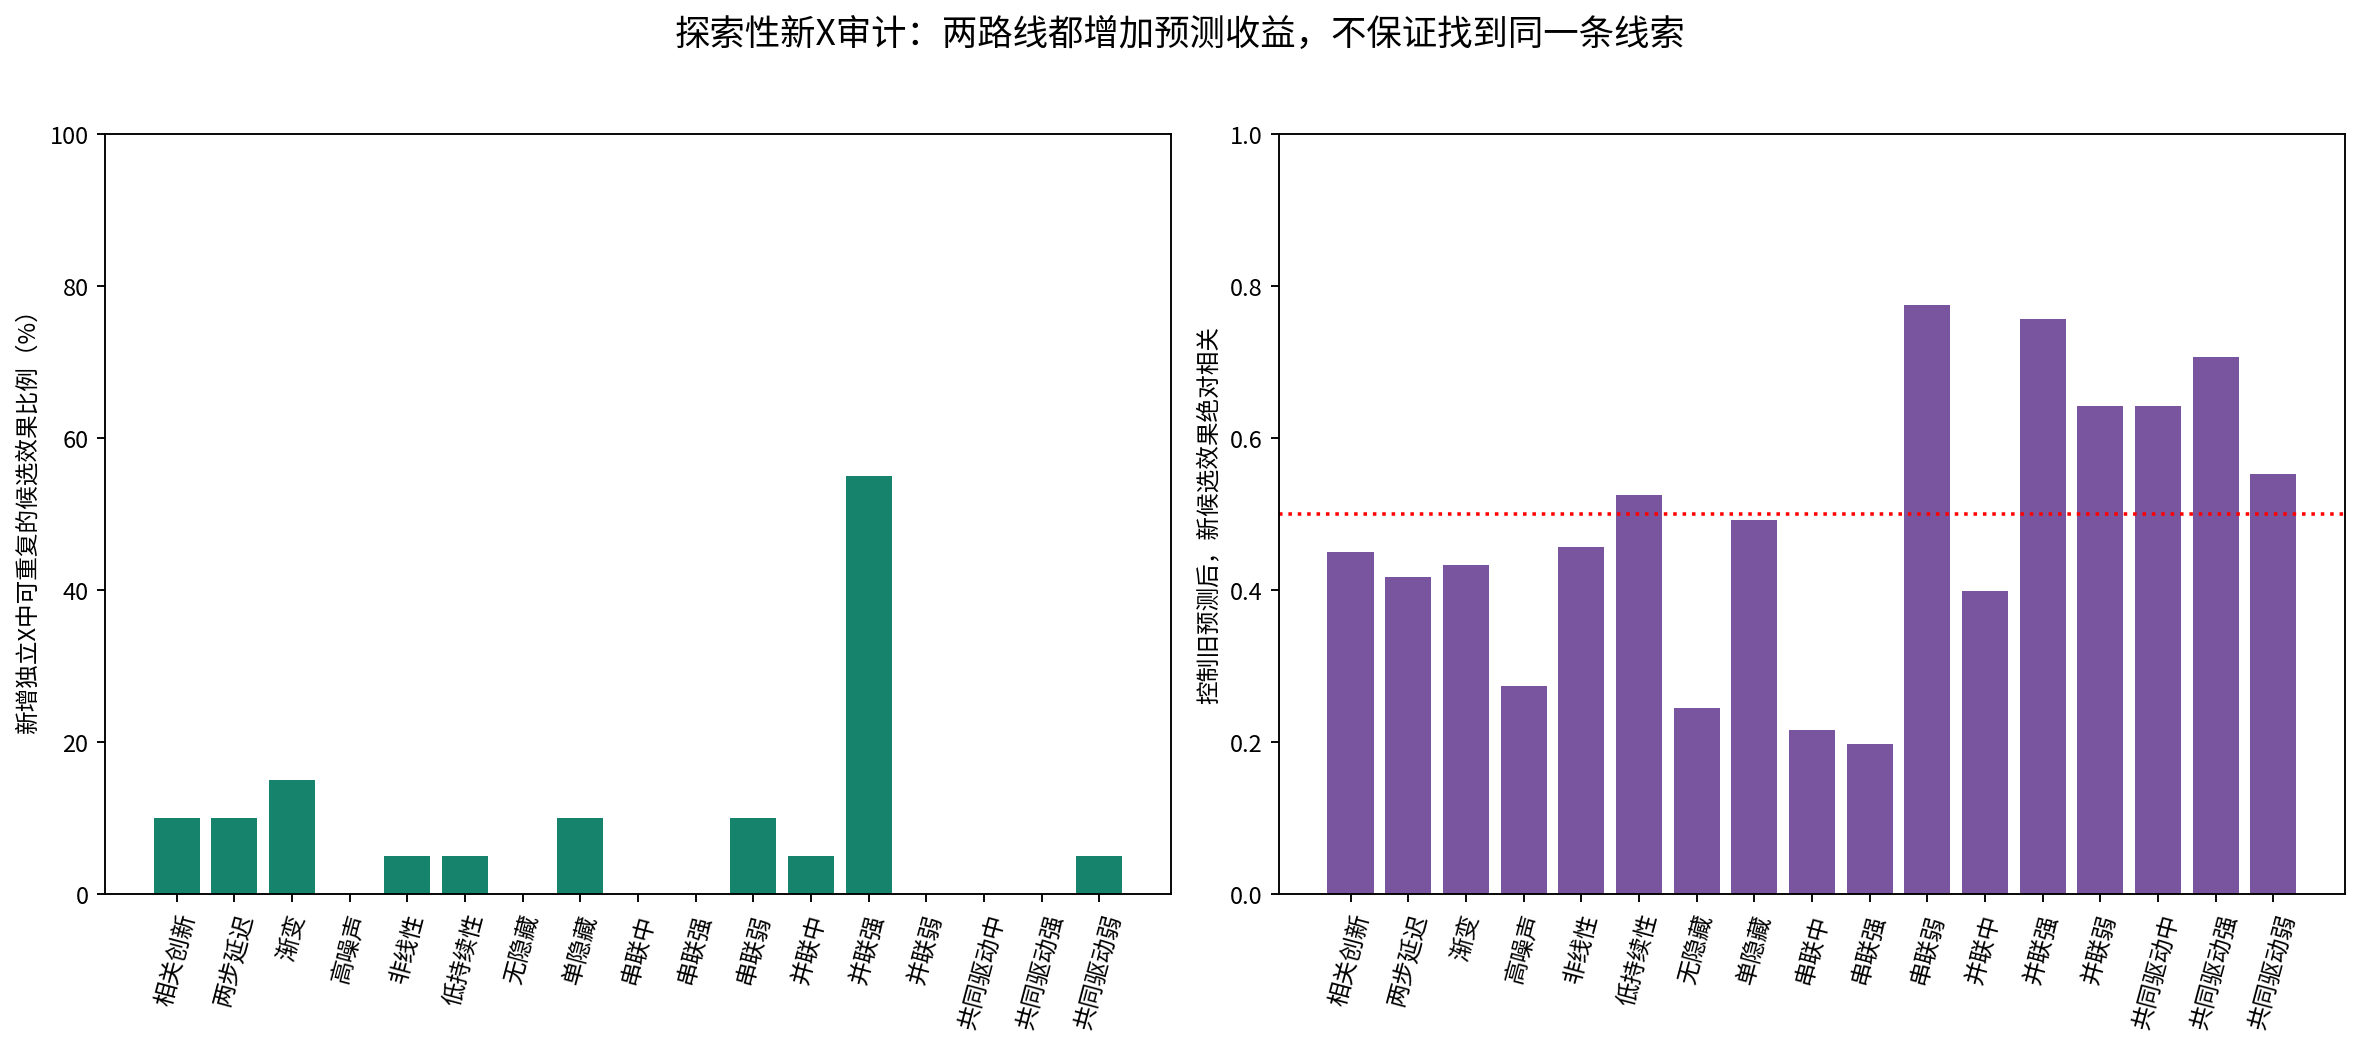 探索性新X审计：两路线都增加预测收益，不保证找到同一条线索
新增独立X中可重复的候选效果比例（%）
100
80
60
40
20
0
相关创新
两步延迟
渐变
高噪声
非线性
低持续性
无隐藏
单隐藏
串联中
串联强
串联弱
并联中
并联强
并联弱
共同驱动中
共同驱动强
共同驱动弱
控制旧预测后，新候选效果绝对相关
1.0
0.8
0.6
0.4
0.2
0.0
相关创新
两步延迟
渐变
高噪声
非线性
低持续性
无隐藏
单隐藏
串联中
串联强
串联弱
并联中
并联强
并联弱
共同驱动中
共同驱动强
共同驱动弱